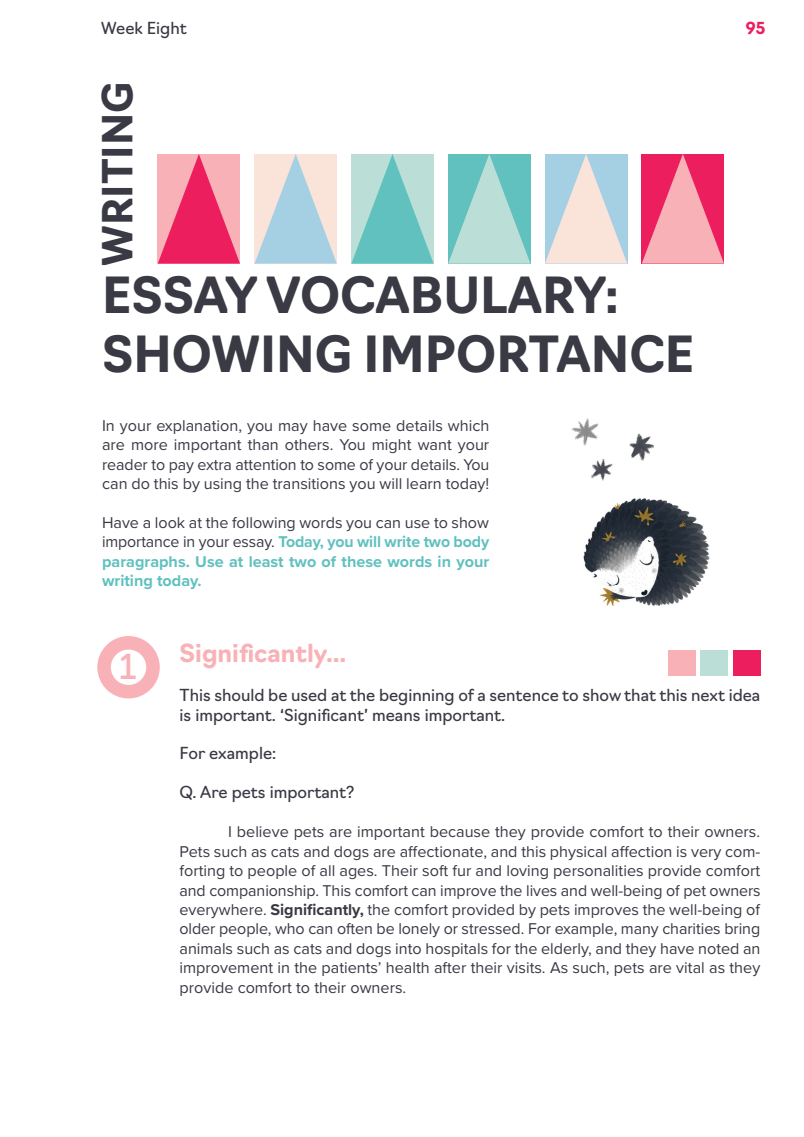 Week Eight
95
WRITING
ESSAY VOCABULARY:
SHOWING IMPORTANCE
In your explanation, you may have some details which
are more important than others. You might want your
reader to pay extra attention to some of your details. You
can do this by using the transitions you will learn today!
Have a look at the following words you can use to show
importance in your essay. Today, you will write two body
paragraphs. Use at least two of these words in your
writing today.
1
Significantly...
This should be used at the beginning of a sentence to show that this next idea
is important. ‘Significant’ means important.
For example:
Q. Are pets important?
I believe pets are important because they provide comfort to their owners.
Pets such as cats and dogs are affectionate, and this physical affection is very com-
forting to people of all ages. Their soft fur and loving personalities provide comfort
and companionship. This comfort can improve the lives and well-being of pet owners
everywhere. Significantly, the comfort provided by pets improves the well-being of
older people, who can often be lonely or stressed. For example, many charities bring
animals such as cats and dogs into hospitals for the elderly, and they have noted an
improvement in the patients’ health after their visits. As such, pets are vital as they
provide comfort to their owners.